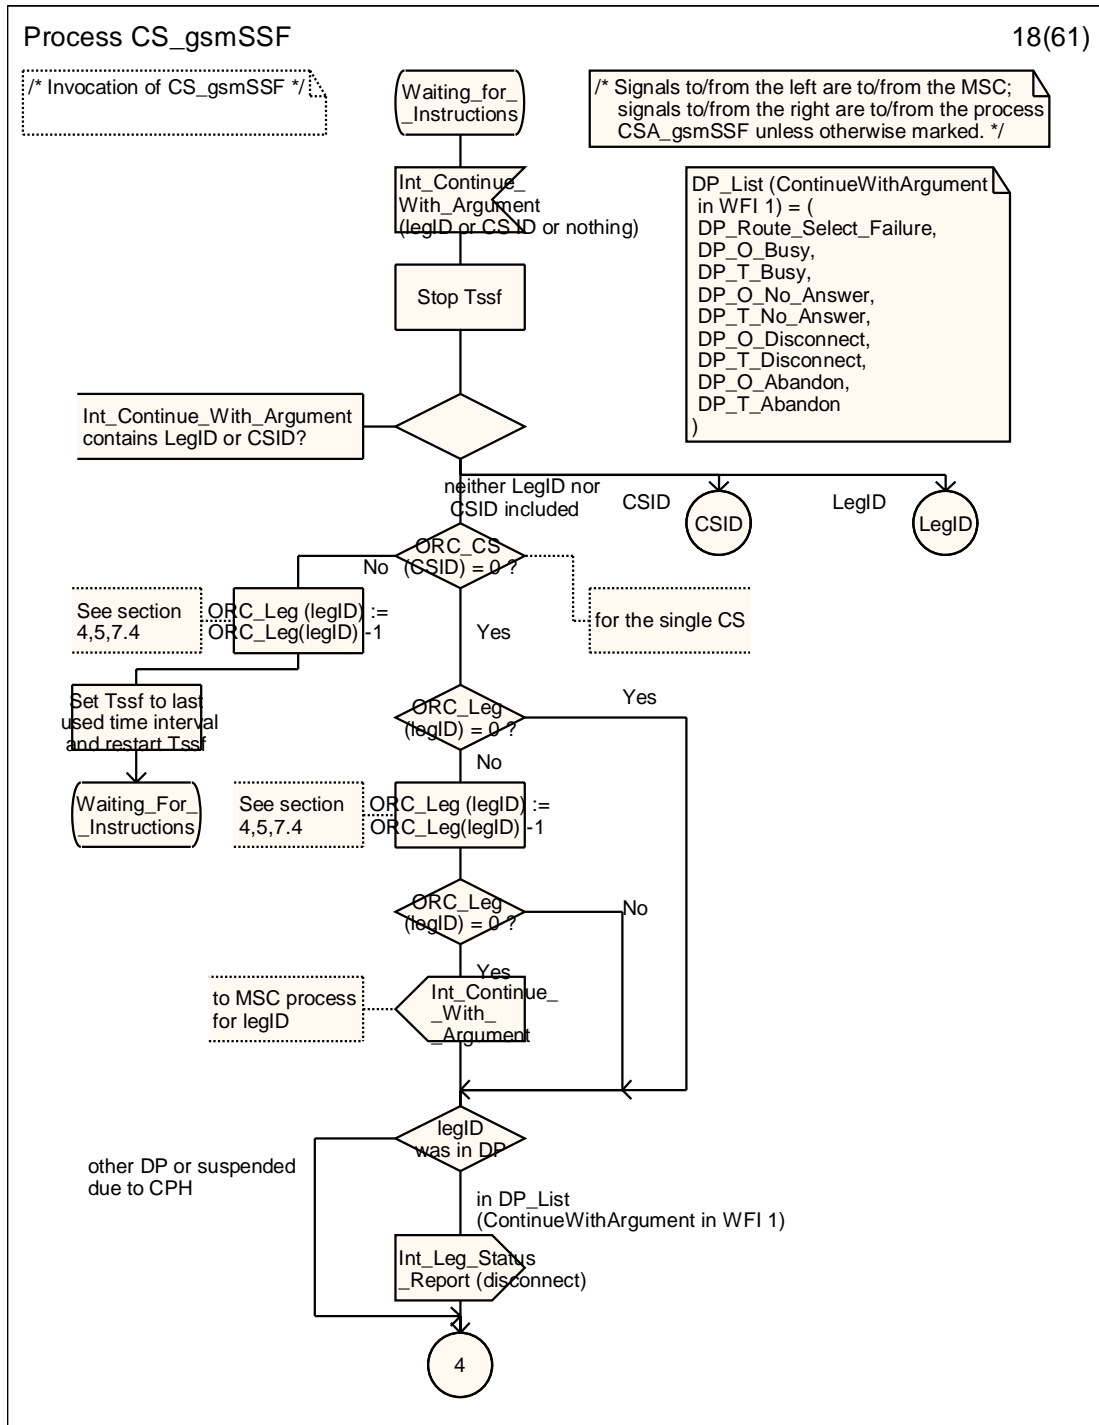 Process CS_gsmSSF
18(61)
/* Invocation of CS_gsmSSF */
Waiting_for_
_Instructions
/* Signals to/from the left are to/from the MSC;
signals to/from the right are to/from the process
CSA_gsmSSF unless otherwise marked. */
Int_Continue_
With_Argument
(legID or CS ID or nothing)
DP_List (ContinueWithArgument
in WFI 1) = (
DP_Route_Select_Failure,
DP_O_Busy,
DP_T_Busy,
DP_O_No_Answer,
DP_T_No_Answer,
DP_O_Disconnect,
DP_T_Disconnect,
DP_O_Abandon,
DP_T_Abandon
)
Stop Tssf
Int_Continue_With_Argument
contains LegID or CSID?
neither LegID nor
CSID included
CSID
CSID
LegID
LegID
ORC_CS
(CSID) = 0 ?
No
See section
4,5,7.4
ORC_Leg (legID) :=
ORC_Leg(legID) -1
Yes
for the single CS
Set Tssf to last
used time interval
and restart Tssf
ORC_Leg
(legID) = 0 ?
Yes
No
Waiting_For_
_Instructions
See section
4,5,7.4
ORC_Leg (legID) :=
ORC_Leg(legID) -1
ORC_Leg
(legID) = 0 ?
No
Yes
to MSC process
for legID
Int_Continue_
_With_
_Argument
legID
was in DP
other DP or suspended
due to CPH
in DP_List
(ContinueWithArgument in WFI 1)
Int_Leg_Status
_Report (disconnect)
4